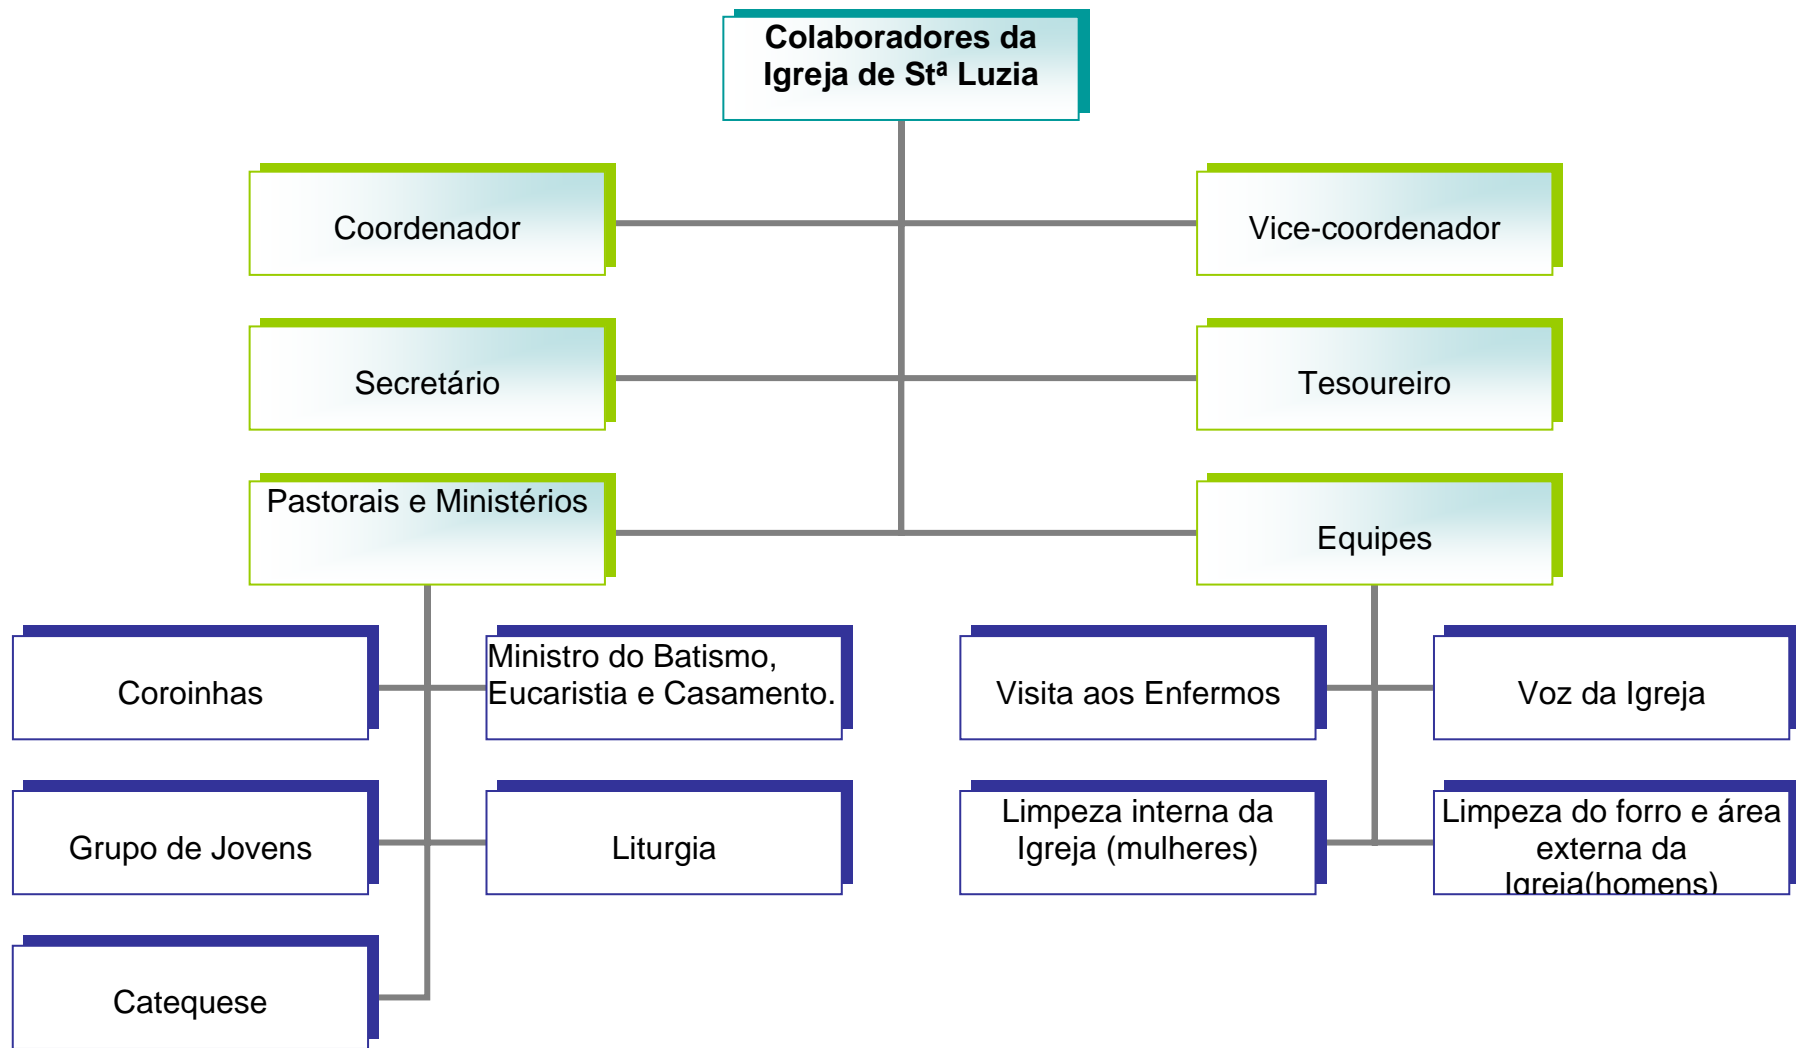 Colaboradores da
Igreja de Stª Luzia
Coordenador
Vice-coordenador
Secretário
Tesoureiro
Pastorais e Ministérios
Equipes
Coroinhas
Ministro do Batismo,
Eucaristia e Casamento.
Visita aos Enfermos
Voz da Igreja
Grupo de Jovens
Liturgia
Limpeza interna da
Igreja (mulheres)
Limpeza do forro e área
externa da
Igreja(homens)
Catequese